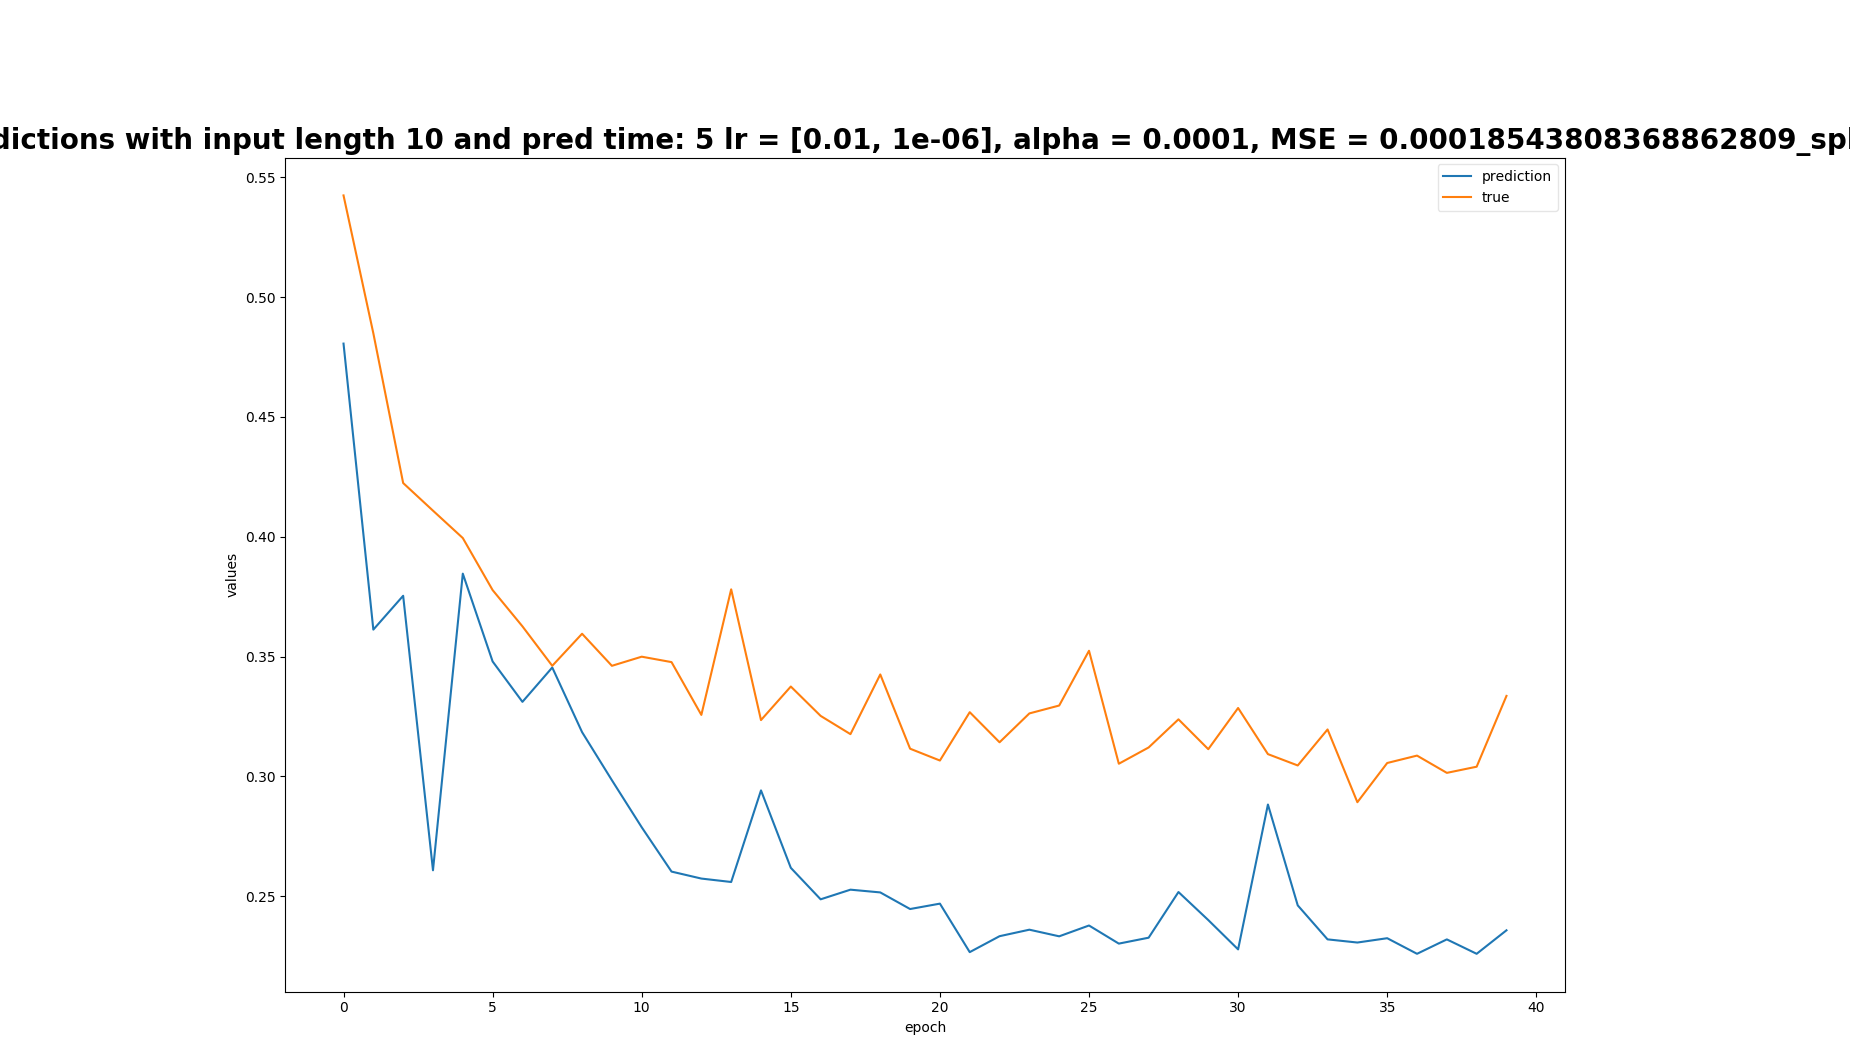 dictions with input length 10 and pred time: 5 lr = [0.01, 1e-06], alpha = 0.0001, MSE = 0.00018543808368862809_spl
prediction
true
0.55
0.50
0.45
0.40
0.35
0.30
0.25
values
0 5 10 15 20 25 30 35 40
epoch